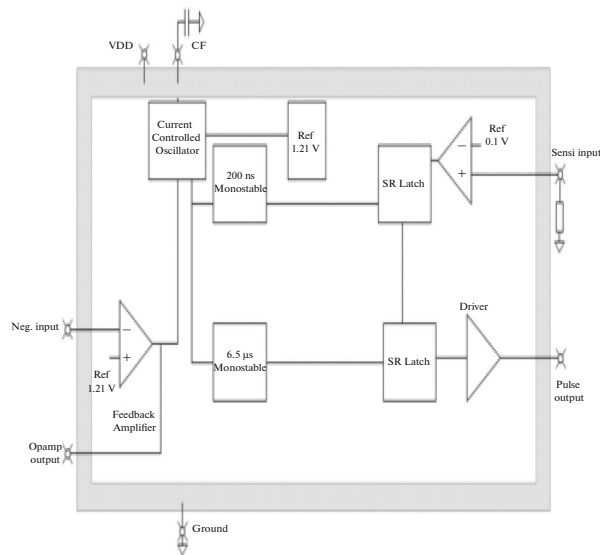 VDD
CF
Current
Controlled
Oscillator
Ref
1.21 V
Ref
0.1 V
Sensi input
200 ns
Monostable
SR Latch
−
+
Neg. input
−
+
Ref
1.21 V
Feedback
Amplifier
6.5 µs
Monostable
SR Latch
Driver
Pulse
output
Opamp
output
Ground